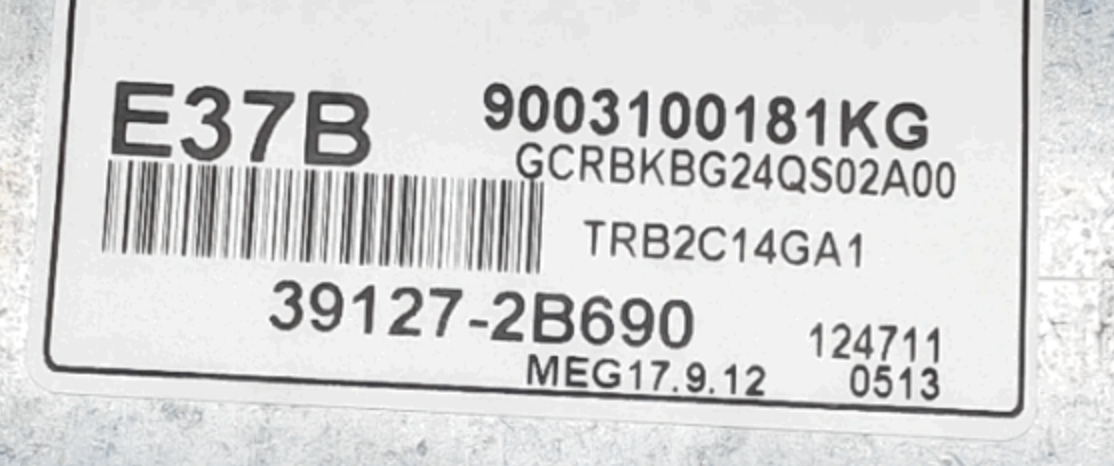 E37B
9003100181KG
GCRBKBG24QS02A00
TRB2C14GA1
39127-2B690
124711
MEG17.9.12
0513